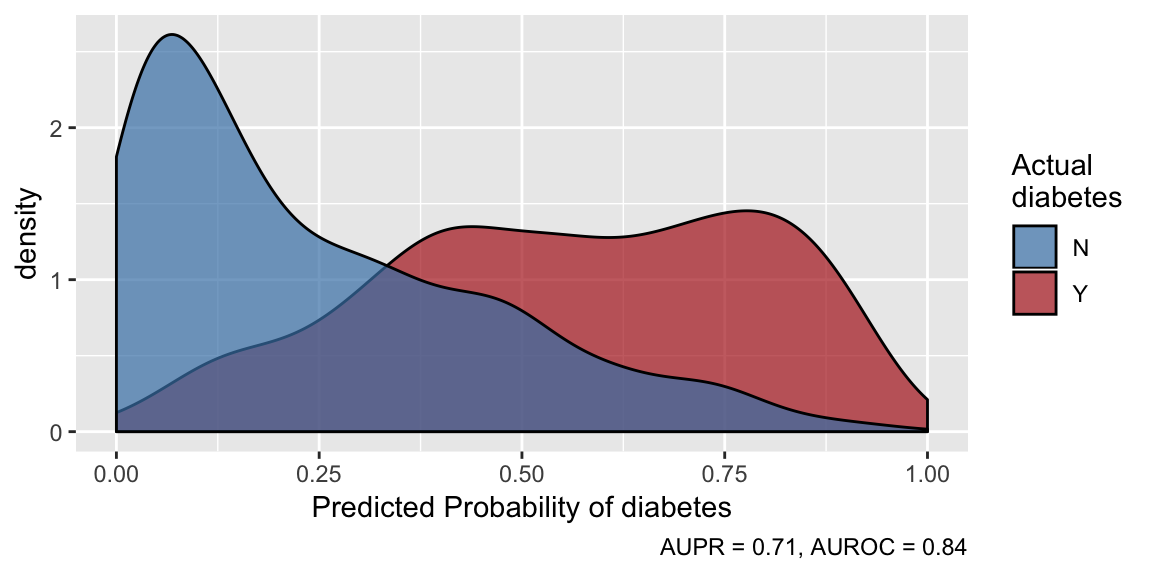 density
2
1
0
0.00 0.25 0.50 0.75 1.00
Predicted Probability of diabetes
AUPR = 0.71, AUROC = 0.84
Actual
diabetes
N
Y